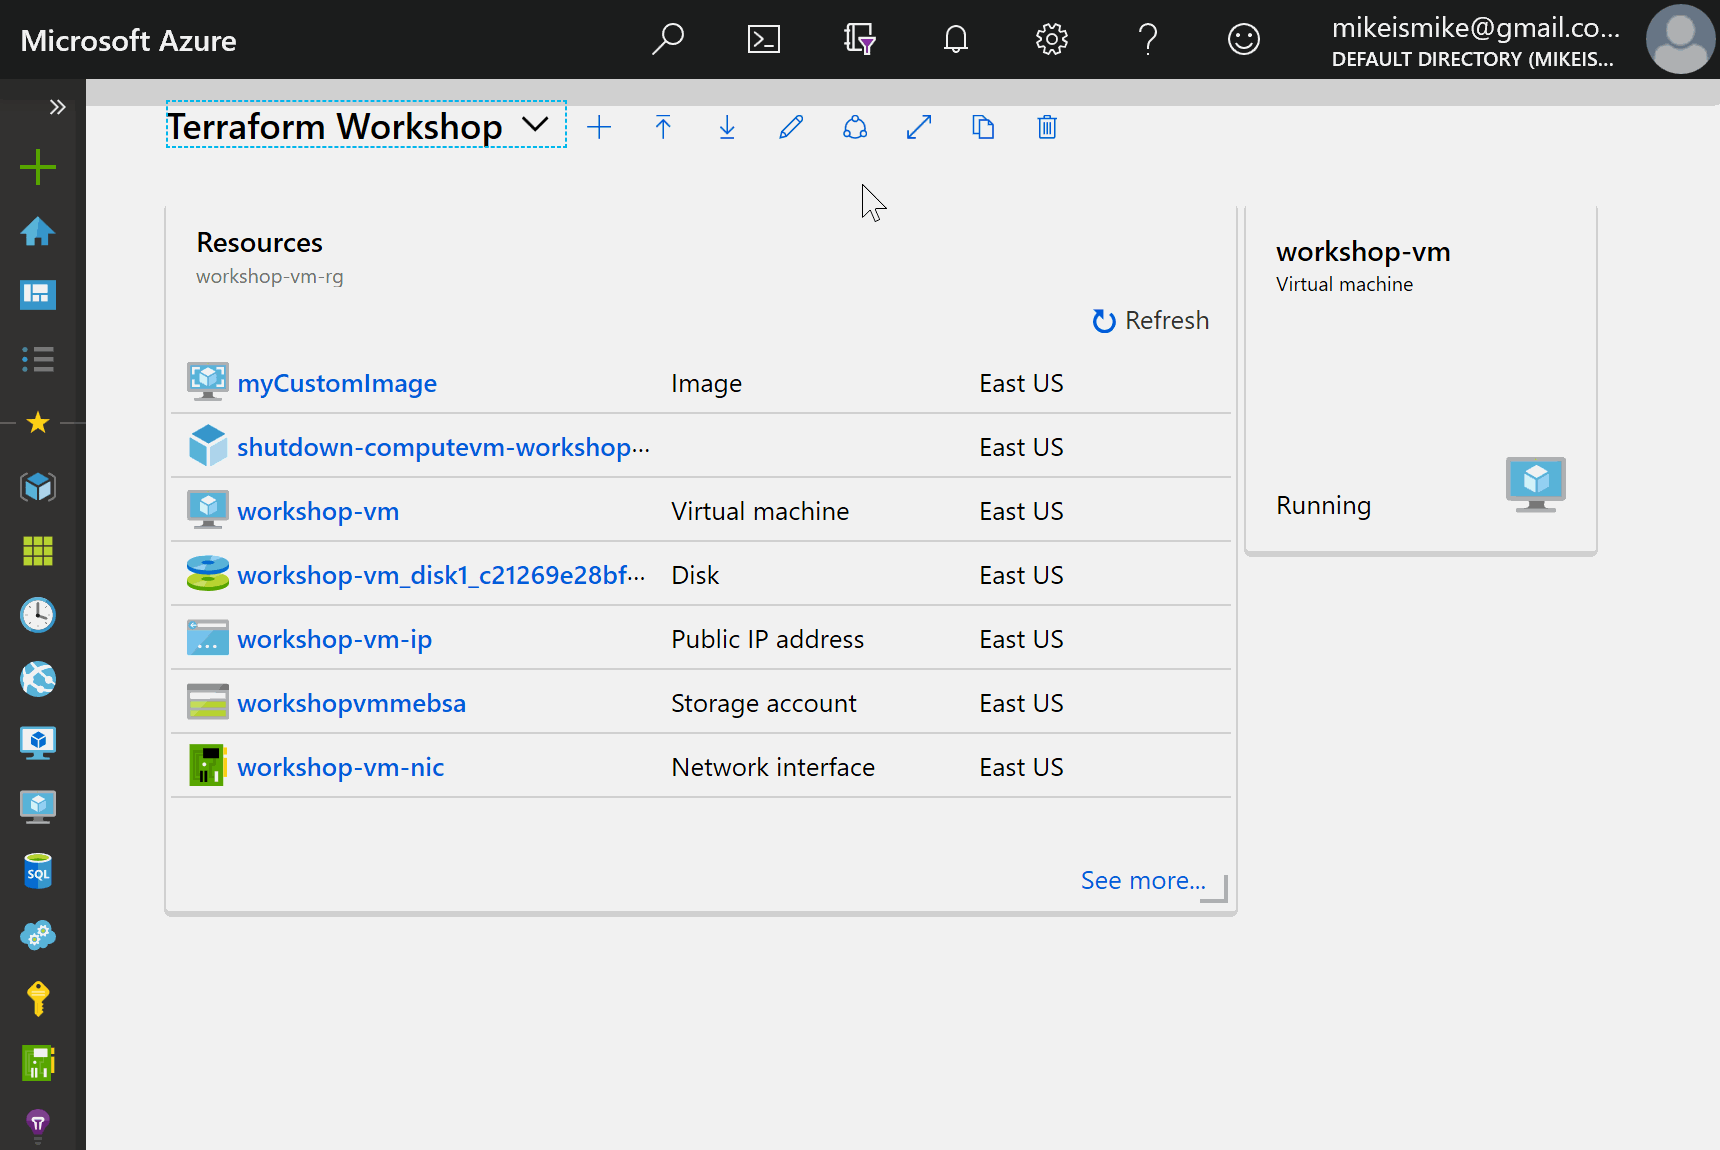 Microsoft Azure
mikeismike@gmail.co...
DEFAULT DIRECTORY (MIKEIS...
Terraform Workshop
Resources
workshop-vm-rg
Refresh
myCustomImage Image East US
shutdown-computevm-workshop... East US
workshop-vm Virtual machine East US
workshop-vm_disk1_c21269e28bf... Disk East US
workshop-vm-ip Public IP address East US
workshopvmmebsa Storage account East US
workshop-vm-nic Network interface East US
See more...
workshop-vm
Virtual machine
Running
SQL